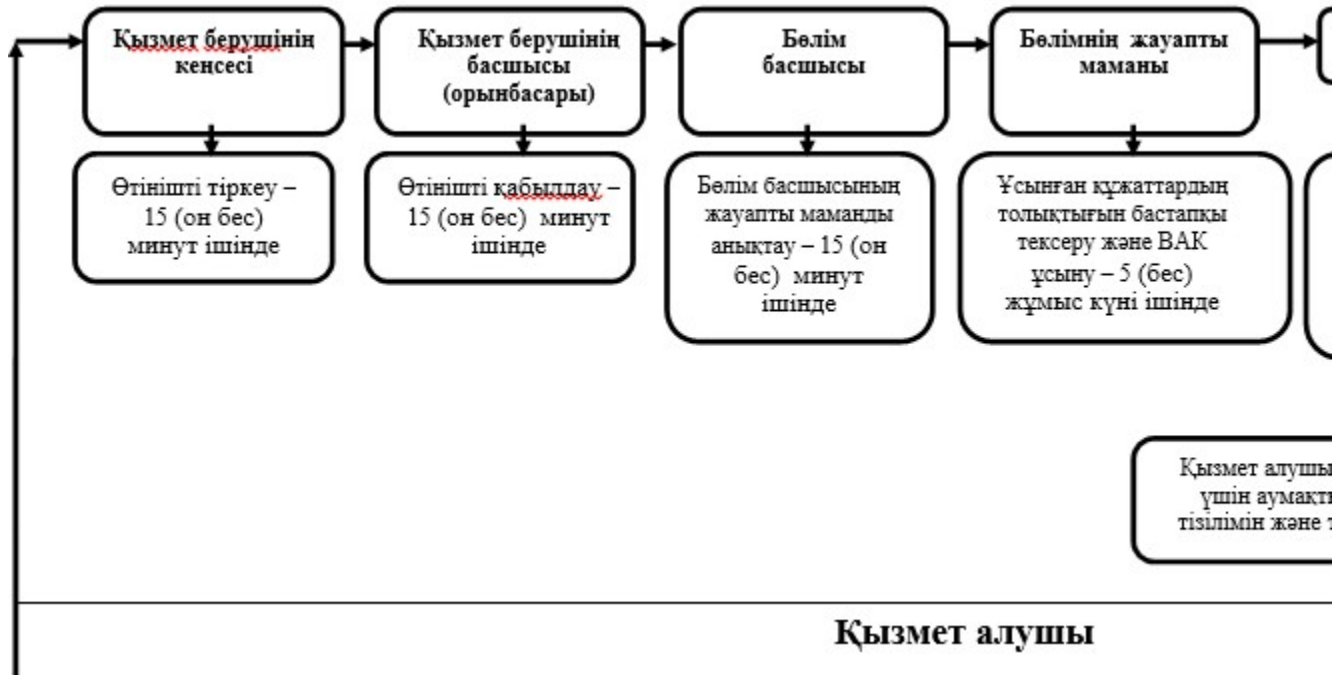 Қызмет берушінің
кеңсесі
Қызмет берушінің
басшысы
(орынбасары)
Бөлім
басшысы
Бөлімнің жауапты
маманы
Өтінішті тіркеу –
15 (он бес)
минут ішінде
Өтінішті қабылдау –
15 (он бес) минут
ішінде
Бөлім басшысының
жауапты маманды
анықтау – 15 (он
бес) минут
ішінде
Ұсынған құжаттардың
толықтығын бастапқы
тексеру және ВАК
ұсыну – 5 (бес)
жұмыс күні ішінде
Қызмет алушы
үшін аумақты
тізілімін және т
Қызмет алушы